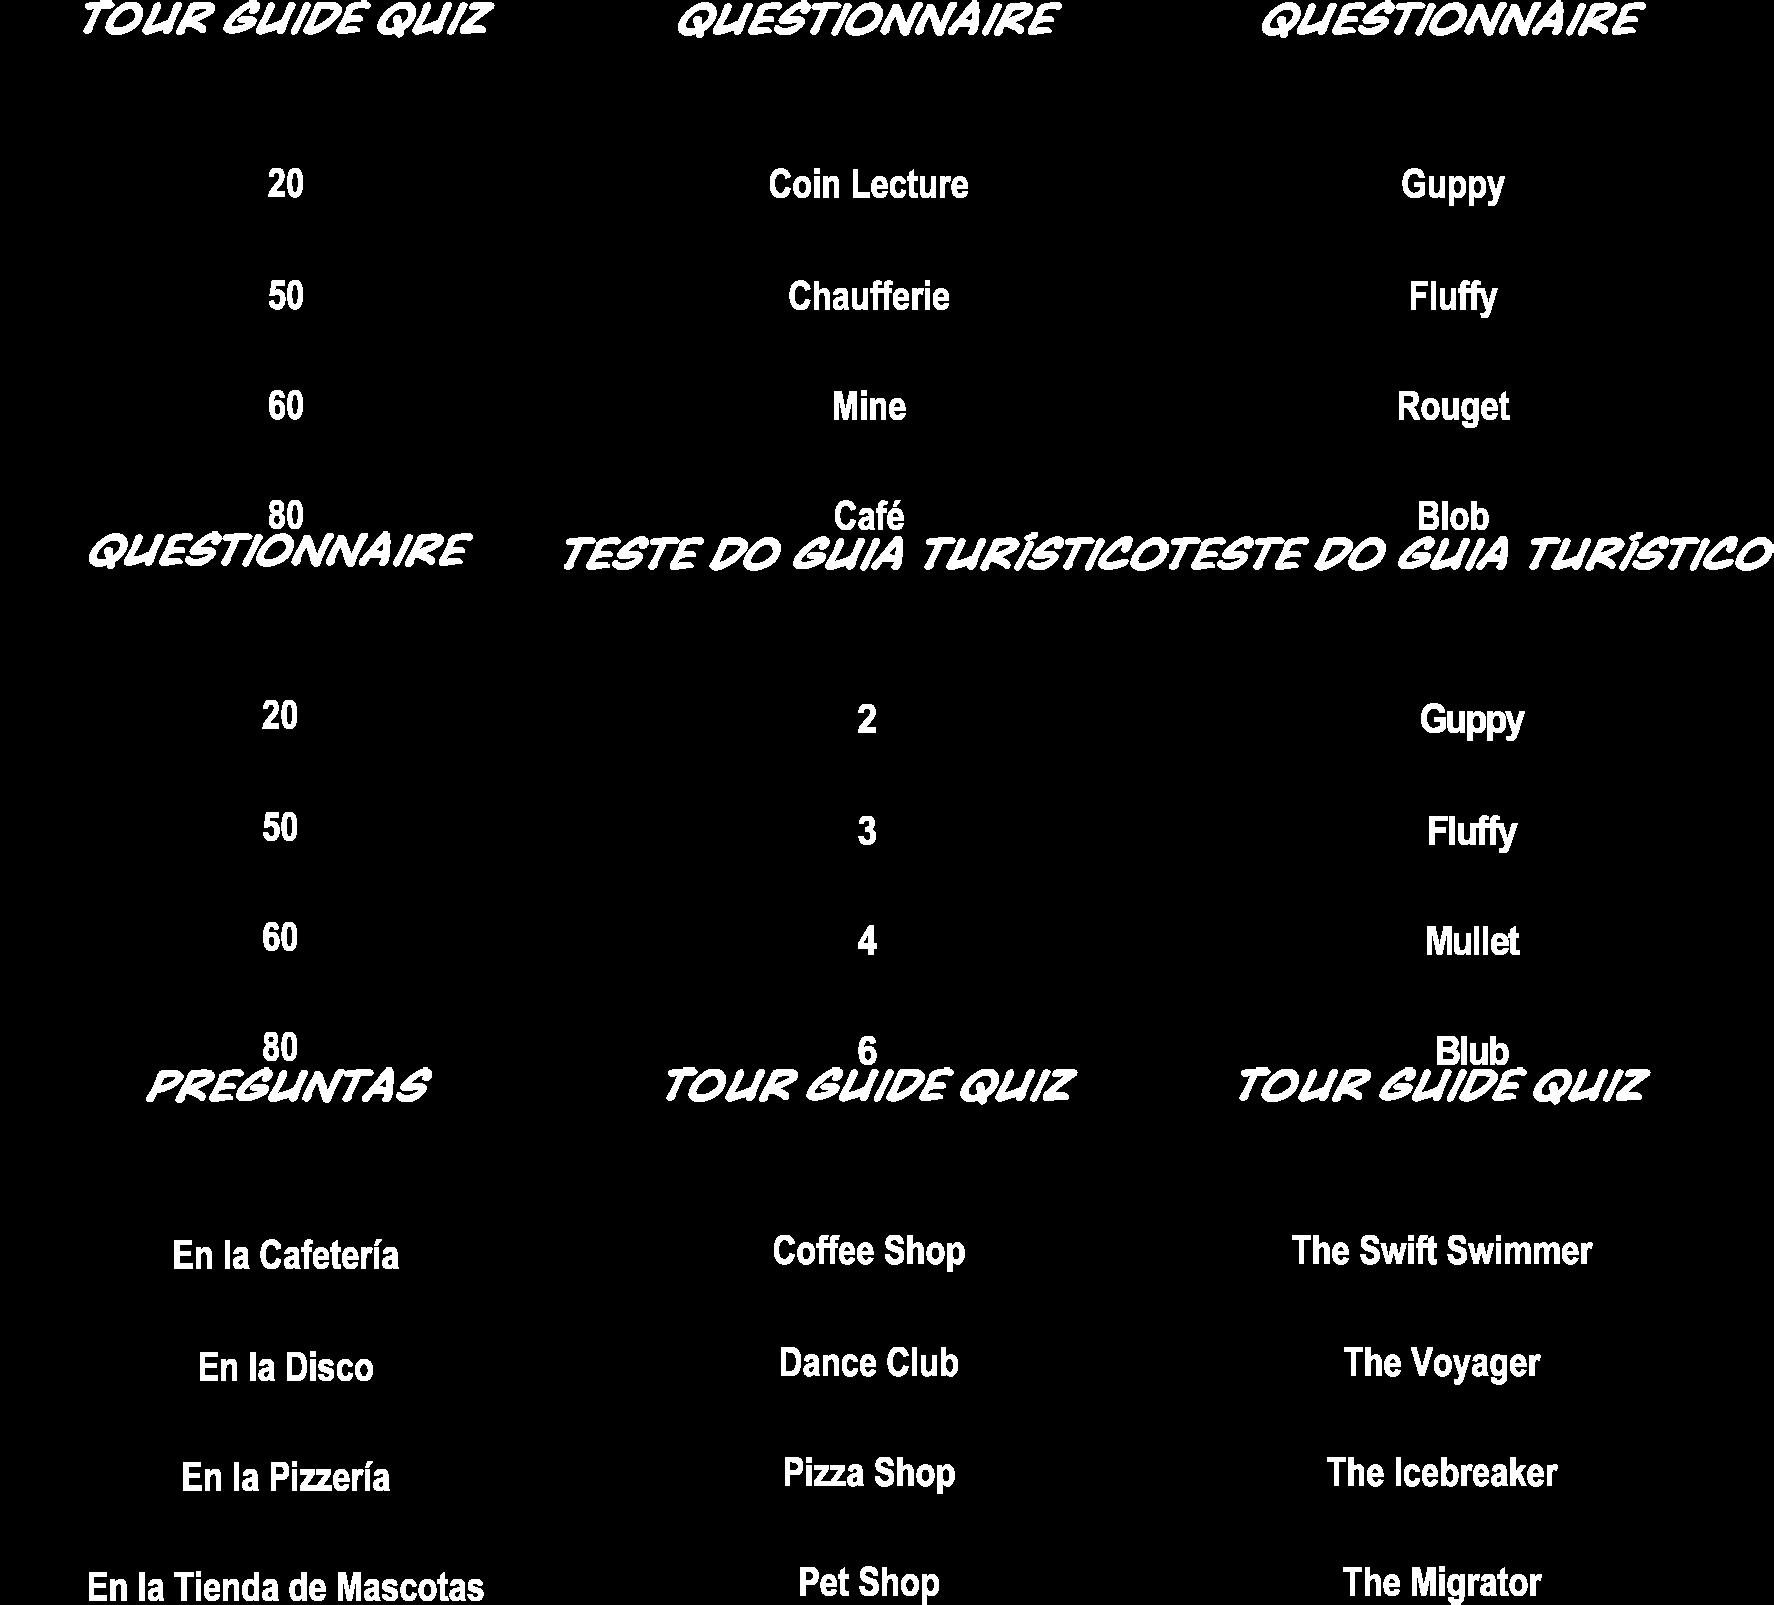 TOUR GUIDE QUIZ
20
50
60
80
QUESTIONNAIRE
Coin Lecture
Chaufferie
Mine
Café
QUESTIONNAIRE
Guppy
Fluffy
Rouget
Blob
QUESTIONNAIRE
20
50
60
80
TESTE DO GUIA TURÍSTICO
2
3
4
6
TESTE DO GUIA TURÍSTICO
Guppy
Fluffy
Mullet
Blub
PREGUNTAS
En la Cafetería
En la Disco
En la Pizzería
En la Tienda de Mascotas
TOUR GUIDE QUIZ
Coffee Shop
Dance Club
Pizza Shop
Pet Shop
TOUR GUIDE QUIZ
The Swift Swimmer
The Voyager
The Icebreaker
The Migrator